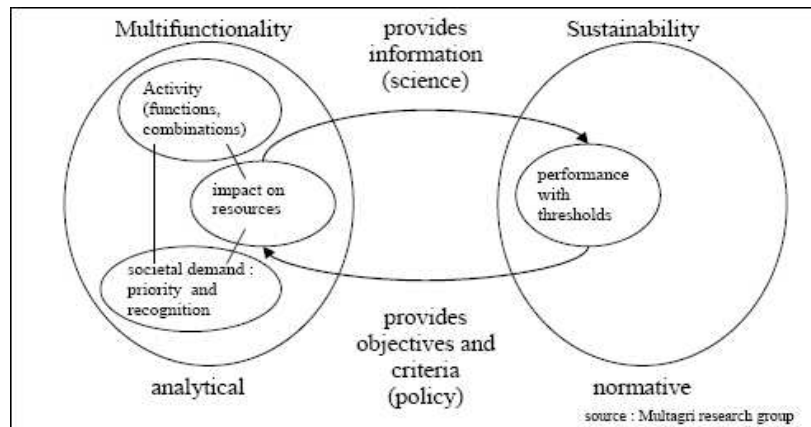 Multifunctionality
provides
information
(science)
Sustainability
Activity
(functions,
combinations)
impact on
resources
performance
with
thresholds
societal demand :
priority and
recognition
provides
objectives and
criteria
(policy)
analytical
normative
source : Multagri research group